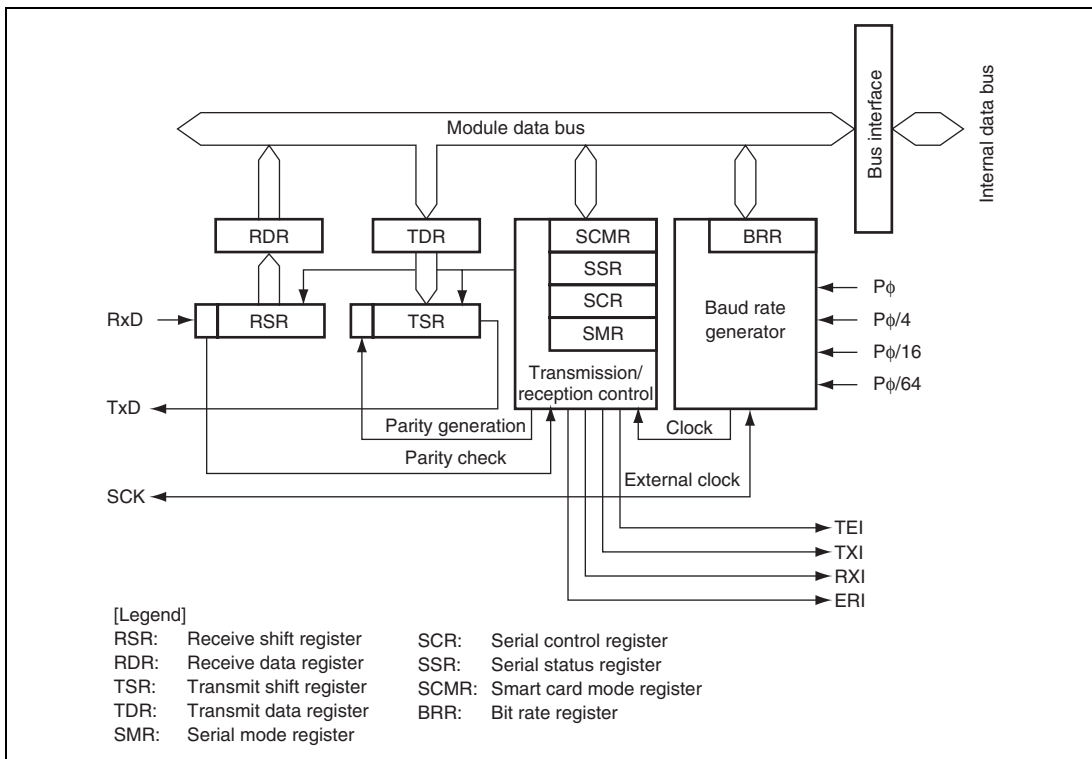 Module data bus
Bus interface
Internal data bus
RDR
TDR
SCMR
BRR
SSR
SCR
SMR
RxD
RSR
TSR
Baud rate
generator
Pϕ
Pϕ/4
Pϕ/16
Pϕ/64
Transmission/
reception control
TxD
Parity generation
Clock
Parity check
External clock
SCK
TEI
TXI
RXI
ERI
[Legend]
RSR: Receive shift register
RDR: Receive data register
TSR: Transmit shift register
TDR: Transmit data register
SMR: Serial mode register
SCR: Serial control register
SSR: Serial status register
SCMR: Smart card mode register
BRR: Bit rate register